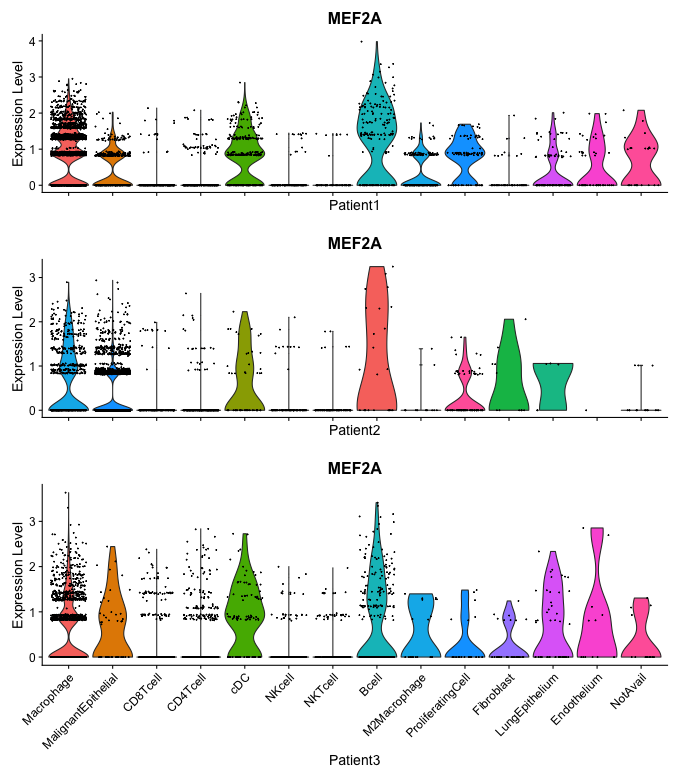 MEF2A
Expression Level
4
3
2
1
0
Patient1
MEF2A
Expression Level
3
2
1
0
Patient2
MEF2A
Expression Level
3
2
1
0
Macrophage
MalignantEpithelial
CD8Tcell
CD4Tcell
cDC
NKcell
NKTcell
Bcell
M2Macrophage
ProliferatingCell
Fibroblast
LungEpithelium
Endothelium
NotAvail
Patient3